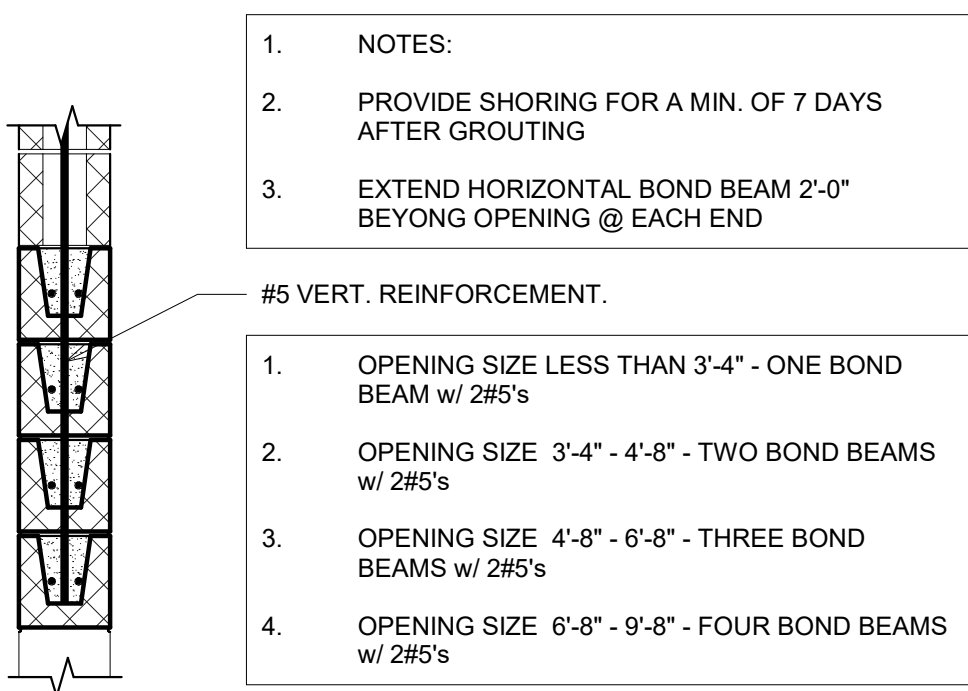 1. NOTES:
2. PROVIDE SHORING FOR A MIN. OF 7 DAYS
AFTER GROUTING
3. EXTEND HORIZONTAL BOND BEAM 2'-0"
BEYONG OPENING @ EACH END
#5 VERT. REINFORCEMENT.
1. OPENING SIZE LESS THAN 3'-4" - ONE BOND
BEAM w/ 2#5's
2. OPENING SIZE 3'-4" - 4'-8" - TWO BOND BEAMS
w/ 2#5's
3. OPENING SIZE 4'-8" - 6'-8" - THREE BOND
BEAMS w/ 2#5's
4. OPENING SIZE 6'-8" - 9'-8" - FOUR BOND BEAMS
w/ 2#5's